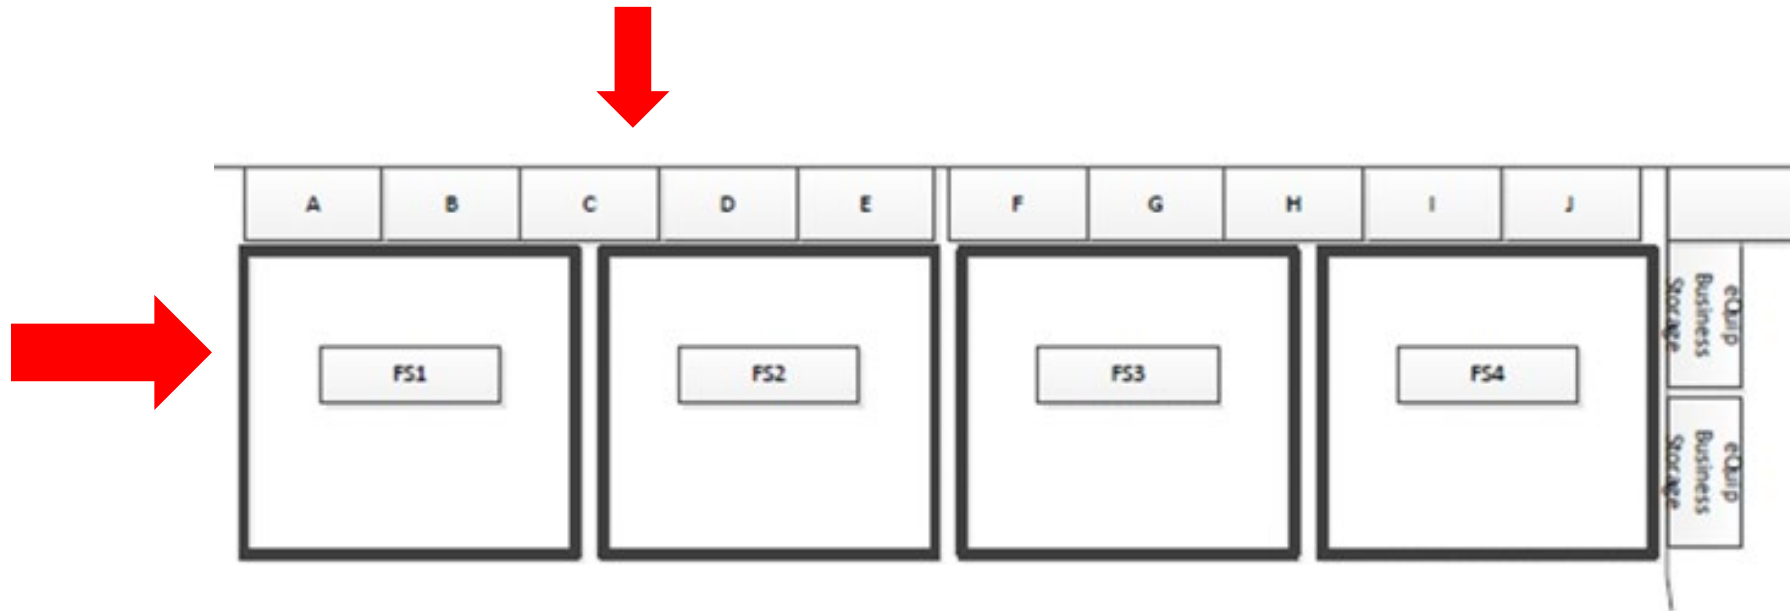 A B C D E F G H I J
FS1 FS2 FS3 FS4
eQuip
Business
Storage
eQuip
Business
Storage